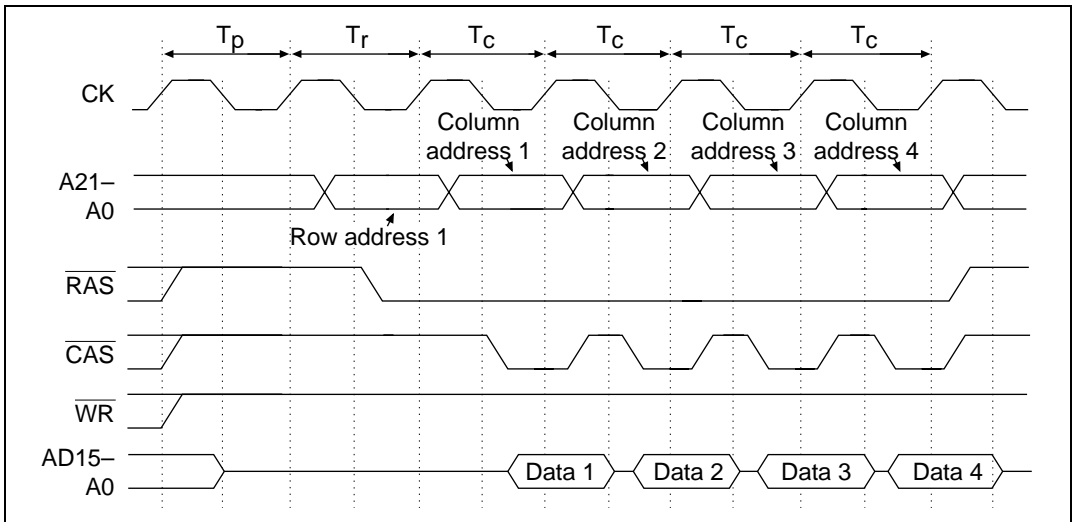 Tp Tr Tc Tc Tc Tc
CK
Column address 1
Column address 2
Column address 3
Column address 4
A21–
A0
Row address 1
RAS
CAS
WR
AD15–
A0
Data 1 Data 2 Data 3 Data 4